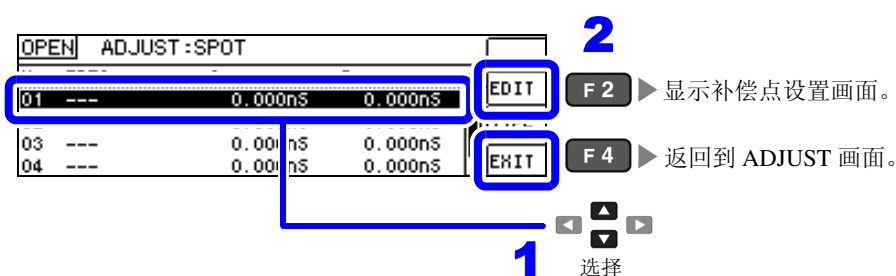 OPEN ADJUST:SPOT
2
01 --- 0.000nS 0.000nS
EDIT
F 2 显示补偿点设置画面。
03 --- 0.000nS 0.000nS
04 --- 0.000nS 0.000nS
EXIT
F 4 返回到 ADJUST 画面。
1
选择